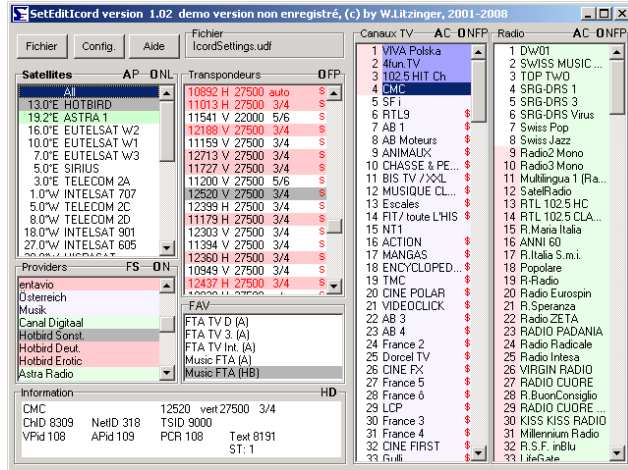 SetEditIcord version 1.02 demo version non enregistré, (c) by W.Litzinger, 2001-2008
Fichier Config. Aide
Fichier
IcordSettings.udf
Satellites AP ONL
All
13.0°E HOTBIRD
19.2°E ASTRA 1
16.0°E EUTELSAT W2
10.0°E EUTELSAT W1
7.0°E EUTELSAT W3
5.0°E SIRIUS
3.0°E TELECOM 2A
1.0°W INTELSAT 707
5.0°W TELECOM 2C
8.0°W TELECOM 2D
18.0°W INTELSAT 901
27.0°W INTELSAT 605
Transpondeurs OFP
10892 H 27500 auto S
11013 H 27500 3/4 S
11541 V 22000 5/6 S
12188 V 27500 3/4 S
11159 V 27500 3/4 S
12713 V 27500 3/4 S
11727 V 27500 3/4 S
11200 V 27500 5/6 S
12520 V 27500 3/4 S
12399 H 27500 3/4 S
11179 H 27500 3/4 S
12303 V 27500 3/4 S
11394 V 27500 3/4 S
12360 H 27500 3/4 S
10949 V 27500 3/4 S
12437 H 27500 3/4 S
Providers FS ON
entavio
Österreich
Musik
Canal Digitaal
Hotbird Sonst.
Hotbird Deut.
Hotbird Erotic
Astra Radio
FAV
FTA TV D (A)
FTA TV 3. (A)
FTA TV Int. (A)
Music FTA (A)
Music FTA (HB)
Information HD
CMC 12520 vert 27500 3/4
ChID 8309 NetID 318 TSID 9000
VPid 108 APid 109 PCR 108 Text 8191
ST: 1
Canaux TV AC ONFP
1 VIVA Polska
2 4fun.TV
3 102.5 HIT Ch
4 CMC
5 SF i
6 RTL9 $
7 AB 1 $
8 AB Moteurs $
9 ANIMAUX $
10 CHASSE & PE... $
11 BIS TV /XXL $
12 MUSIQUE CL... $
13 Escales $
14 FIT/ toute L'HIS $
15 NT1
16 ACTION $
17 MANGAS $
18 ENCYCLOPED... $
19 TMC $
20 CINE POLAR $
21 VIDEOCLICK $
22 AB 3 $
23 AB 4 $
24 France 2 $
25 Dorcel TV $
26 CINE FX $
27 France 5 $
28 France ô $
29 LCP $
30 France 3 $
31 France 4 $
32 CINE FIRST $
33 Gulli $
Radio AC ONFP
1 DW01
2 SWISS MUSIC ...
3 TOP TWO
4 SRG-DRS 1
5 SRG-DRS 3
6 SRG-DRS Virus
7 Swiss Pop
8 Swiss Jazz
9 Radio2 Mono
10 Radio3 Mono
11 Multilingua 1 (Ra...
12 SatelRadio
13 RTL 102.5 HC
14 RTL 102.5 CLA...
15 R.Maria Italia
16 ANNI 60
17 R.Italia S.m.i.
18 Popolare
19 R-Radio
20 Radio Eurospin
21 R.Speranza
22 Radio ZETA
23 RADIO PADANIA
24 Radio Radicale
25 Radio Intesa
26 VIRGIN RADIO
27 RADIO CUORE
28 R.BuonConsiglio
29 RADIO CUORE ...
30 KISS KISS RADIO
31 Millennium Radio
32 R.S.F. inBlu
33 LifeGate